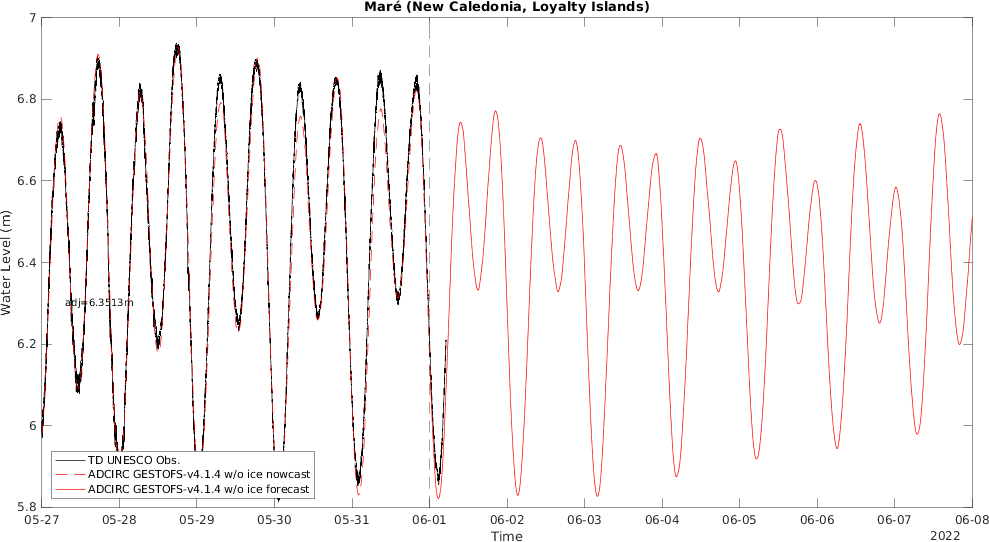 Maré (New Caledonia, Loyalty Islands)
7
6.8
6.6
6.4
6.2
6
5.8
Water Level (m)
adj=6.3513m
TD UNESCO Obs.
ADCIRC GESTOFS-v4.1.4 w/o ice nowcast
ADCIRC GESTOFS-v4.1.4 w/o ice forecast
05-27 05-28 05-29 05-30 05-31 06-01 06-02 06-03 06-04 06-05 06-06 06-07 06-08
Time
2022